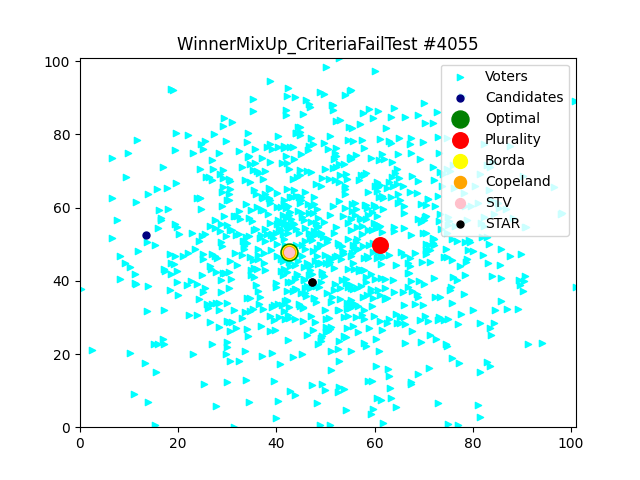 WinnerMixUp_CriteriaFailTest #4055
100
80
60
40
20
0
0 20 40 60 80 100
Voters
Candidates
Optimal
Plurality
Borda
Copeland
STV
STAR